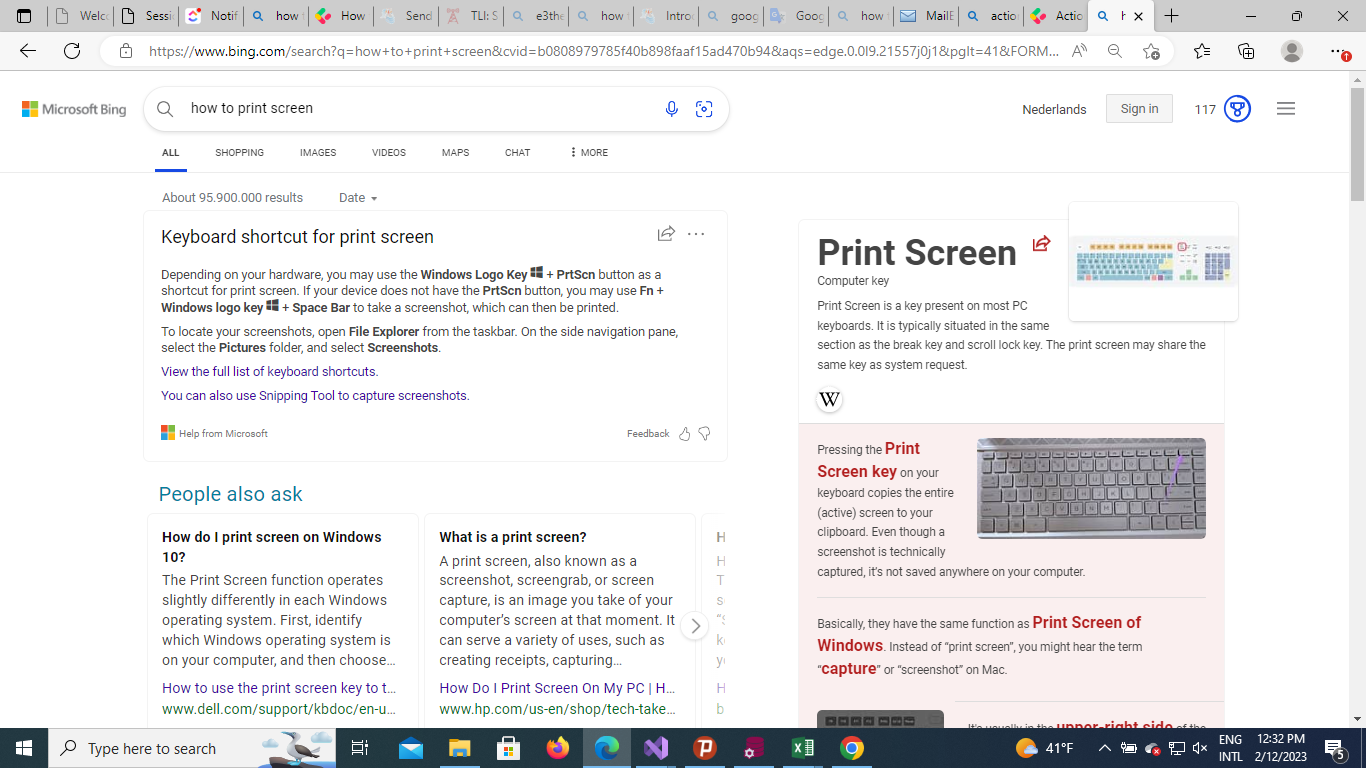 Welco
Sessi
Notif
how t
How
Send
TLI: S
e3the
how t
Introc
goog
Goog
how t
MailE
action
Actio
h
https://www.bing.com/search?q=how+to+print+screen&cvid=b0808979785f40b898faaf15ad470b94&aqs=edge.0.0l9.21557j0j1&pglt=41&FORM...
Microsoft Bing
how to print screen
Nederlands
Sign in
117
ALL
SHOPPING
IMAGES
VIDEOS
MAPS
CHAT
MORE
About 95.900.000 results
Date
Keyboard shortcut for print screen
Depending on your hardware, you may use the Windows Logo Key + PrtScn button as a
shortcut for print screen. If your device does not have the PrtScn button, you may use Fn +
Windows logo key + Space Bar to take a screenshot, which can then be printed.
To locate your screenshots, open File Explorer from the taskbar. On the side navigation pane,
select the Pictures folder, and select Screenshots.
View the full list of keyboard shortcuts.
You can also use Snipping Tool to capture screenshots.
Help from Microsoft
Feedback
People also ask
How do I print screen on Windows
10?
The Print Screen function operates
slightly differently in each Windows
operating system. First, identify
which Windows operating system is
on your computer, and then choose...
How to use the print screen key to t...
www.dell.com/support/kbdoc/en-u...
What is a print screen?
A print screen, also known as a
screenshot, screengrab, or screen
capture, is an image you take of your
computer's screen at that moment. It
can serve a variety of uses, such as
creating receipts, capturing...
How Do I Print Screen On My PC | H...
www.hp.com/us-en/shop/tech-take...
Print Screen
Computer key
Print Screen is a key present on most PC
keyboards. It is typically situated in the same
section as the break key and scroll lock key. The print screen may share the
same key as system request.
W
Pressing the Print
Screen key on your
keyboard copies the entire
(active) screen to your
clipboard. Even though a
screenshot is technically
captured, it's not saved anywhere on your computer.
Basically, they have the same function as Print Screen of
Windows. Instead of “print screen”, you might hear the term
“capture” or “screenshot” on Mac.
It's usually in the upper-right side of the
Type here to search
41°F
ENG
INTL
12:32 PM
2/12/2023
5